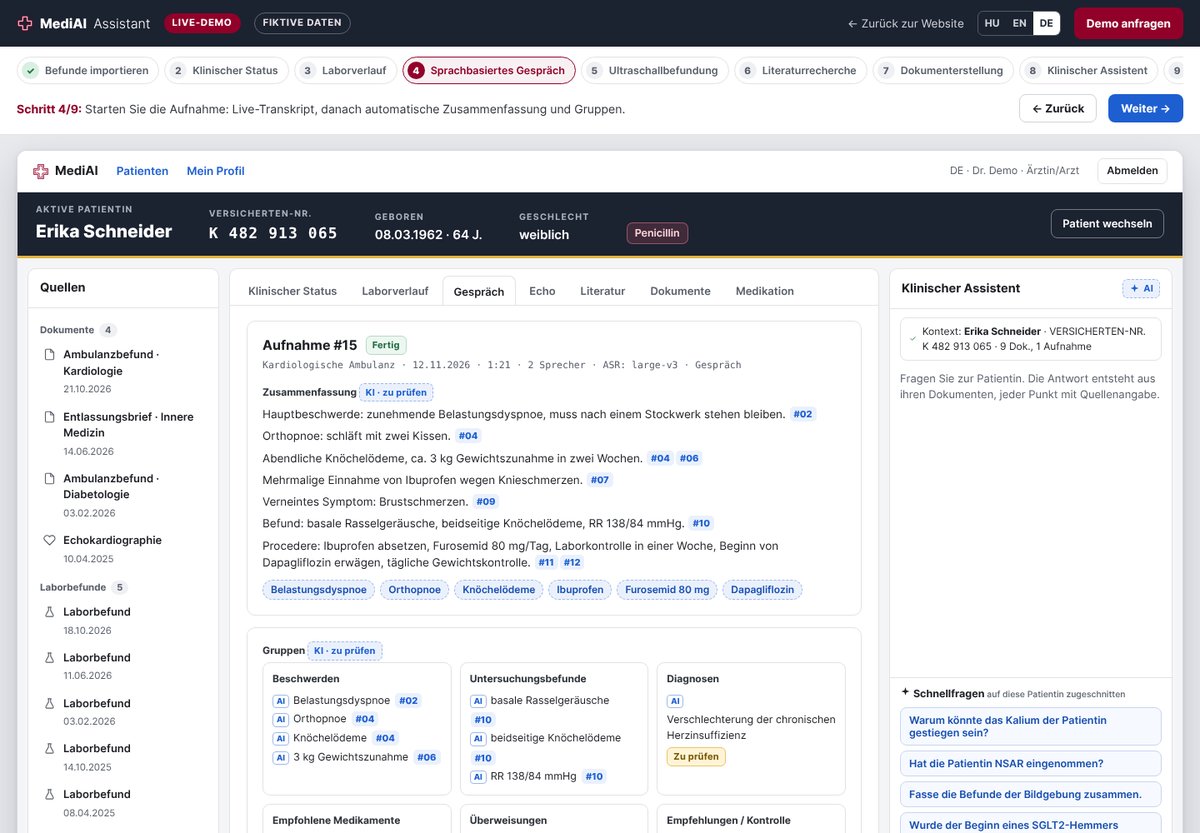 MediAI Assistant LIVE-DEMO FIKTIVE DATEN ← Zurück zur Website HU EN DE Demo anfragen
Befunde importieren 2 Klinischer Status 3 Laborverlauf 4 Sprachbasiertes Gespräch 5 Ultraschallbefundung 6 Literaturrecherche 7 Dokumenterstellung 8 Klinischer Assistent 9
Schritt 4/9: Starten Sie die Aufnahme: Live-Transkript, danach automatische Zusammenfassung und Gruppen. ← Zurück Weiter →
MediAI Patienten Mein Profil DE · Dr. Demo · Ärztin/Arzt Abmelden
AKTIVE PATIENTIN
Erika Schneider
VERSICHERTEN-NR.
K 482 913 065
GEBOREN
08.03.1962 · 64 J.
GESCHLECHT
weiblich
Penicillin
Patient wechseln
Quellen
Dokumente 4
Ambulanzbefund ·
Kardiologie
21.10.2026
Entlassungsbrief · Innere
Medizin
14.06.2026
Ambulanzbefund ·
Diabetologie
03.02.2026
Echokardiographie
10.04.2025
Laborbefunde 5
Laborbefund
18.10.2026
Laborbefund
11.06.2026
Laborbefund
03.02.2026
Laborbefund
14.10.2025
Laborbefund
08.04.2025
Klinischer Status Laborverlauf Gespräch Echo Literatur Dokumente Medikation
Aufnahme #15 Fertig
Kardiologische Ambulanz · 12.11.2026 · 1:21 · 2 Sprecher · ASR: large-v3 · Gespräch
Zusammenfassung KI · zu prüfen
Hauptbeschwerde: zunehmende Belastungsdyspnoe, muss nach einem Stockwerk stehen bleiben. #02
Orthopnoe: schläft mit zwei Kissen. #04
Abendliche Knöchelödeme, ca. 3 kg Gewichtszunahme in zwei Wochen. #04 #06
Mehrmalige Einnahme von Ibuprofen wegen Knieschmerzen. #07
Verneintes Symptom: Brustschmerzen. #09
Befund: basale Rasselgeräusche, beidseitige Knöchelödeme, RR 138/84 mmHg. #10
Procedere: Ibuprofen absetzen, Furosemid 80 mg/Tag, Laborkontrolle in einer Woche, Beginn von
Dapagliflozin erwägen, tägliche Gewichtskontrolle. #11 #12
Belastungsdyspnoe Orthopnoe Knöchelödeme Ibuprofen Furosemid 80 mg Dapagliflozin
Gruppen KI · zu prüfen
Beschwerden
AI Belastungsdyspnoe #02
AI Orthopnoe #04
AI Knöchelödeme #04
AI 3 kg Gewichtszunahme #06
Untersuchungsbefunde
AI basale Rasselgeräusche
#10
AI beidseitige Knöchelödeme
#10
AI RR 138/84 mmHg #10
Diagnosen
AI
Verschlechterung der chronischen
Herzinsuffizienz
Zu prüfen
Empfohlene Medikamente
Überweisungen
Empfehlungen / Kontrolle
Klinischer Assistent AI
Kontext: Erika Schneider · VERSICHERTEN-NR.
K 482 913 065 · 9 Dok., 1 Aufnahme
Fragen Sie zur Patientin. Die Antwort entsteht aus
ihren Dokumenten, jeder Punkt mit Quellenangabe.
Schnellfragen auf diese Patientin zugeschnitten
Warum könnte das Kalium der Patientin
gestiegen sein?
Hat die Patientin NSAR eingenommen?
Fasse die Befunde der Bildgebung zusammen.
Wurde der Beginn eines SGLT2-Hemmers